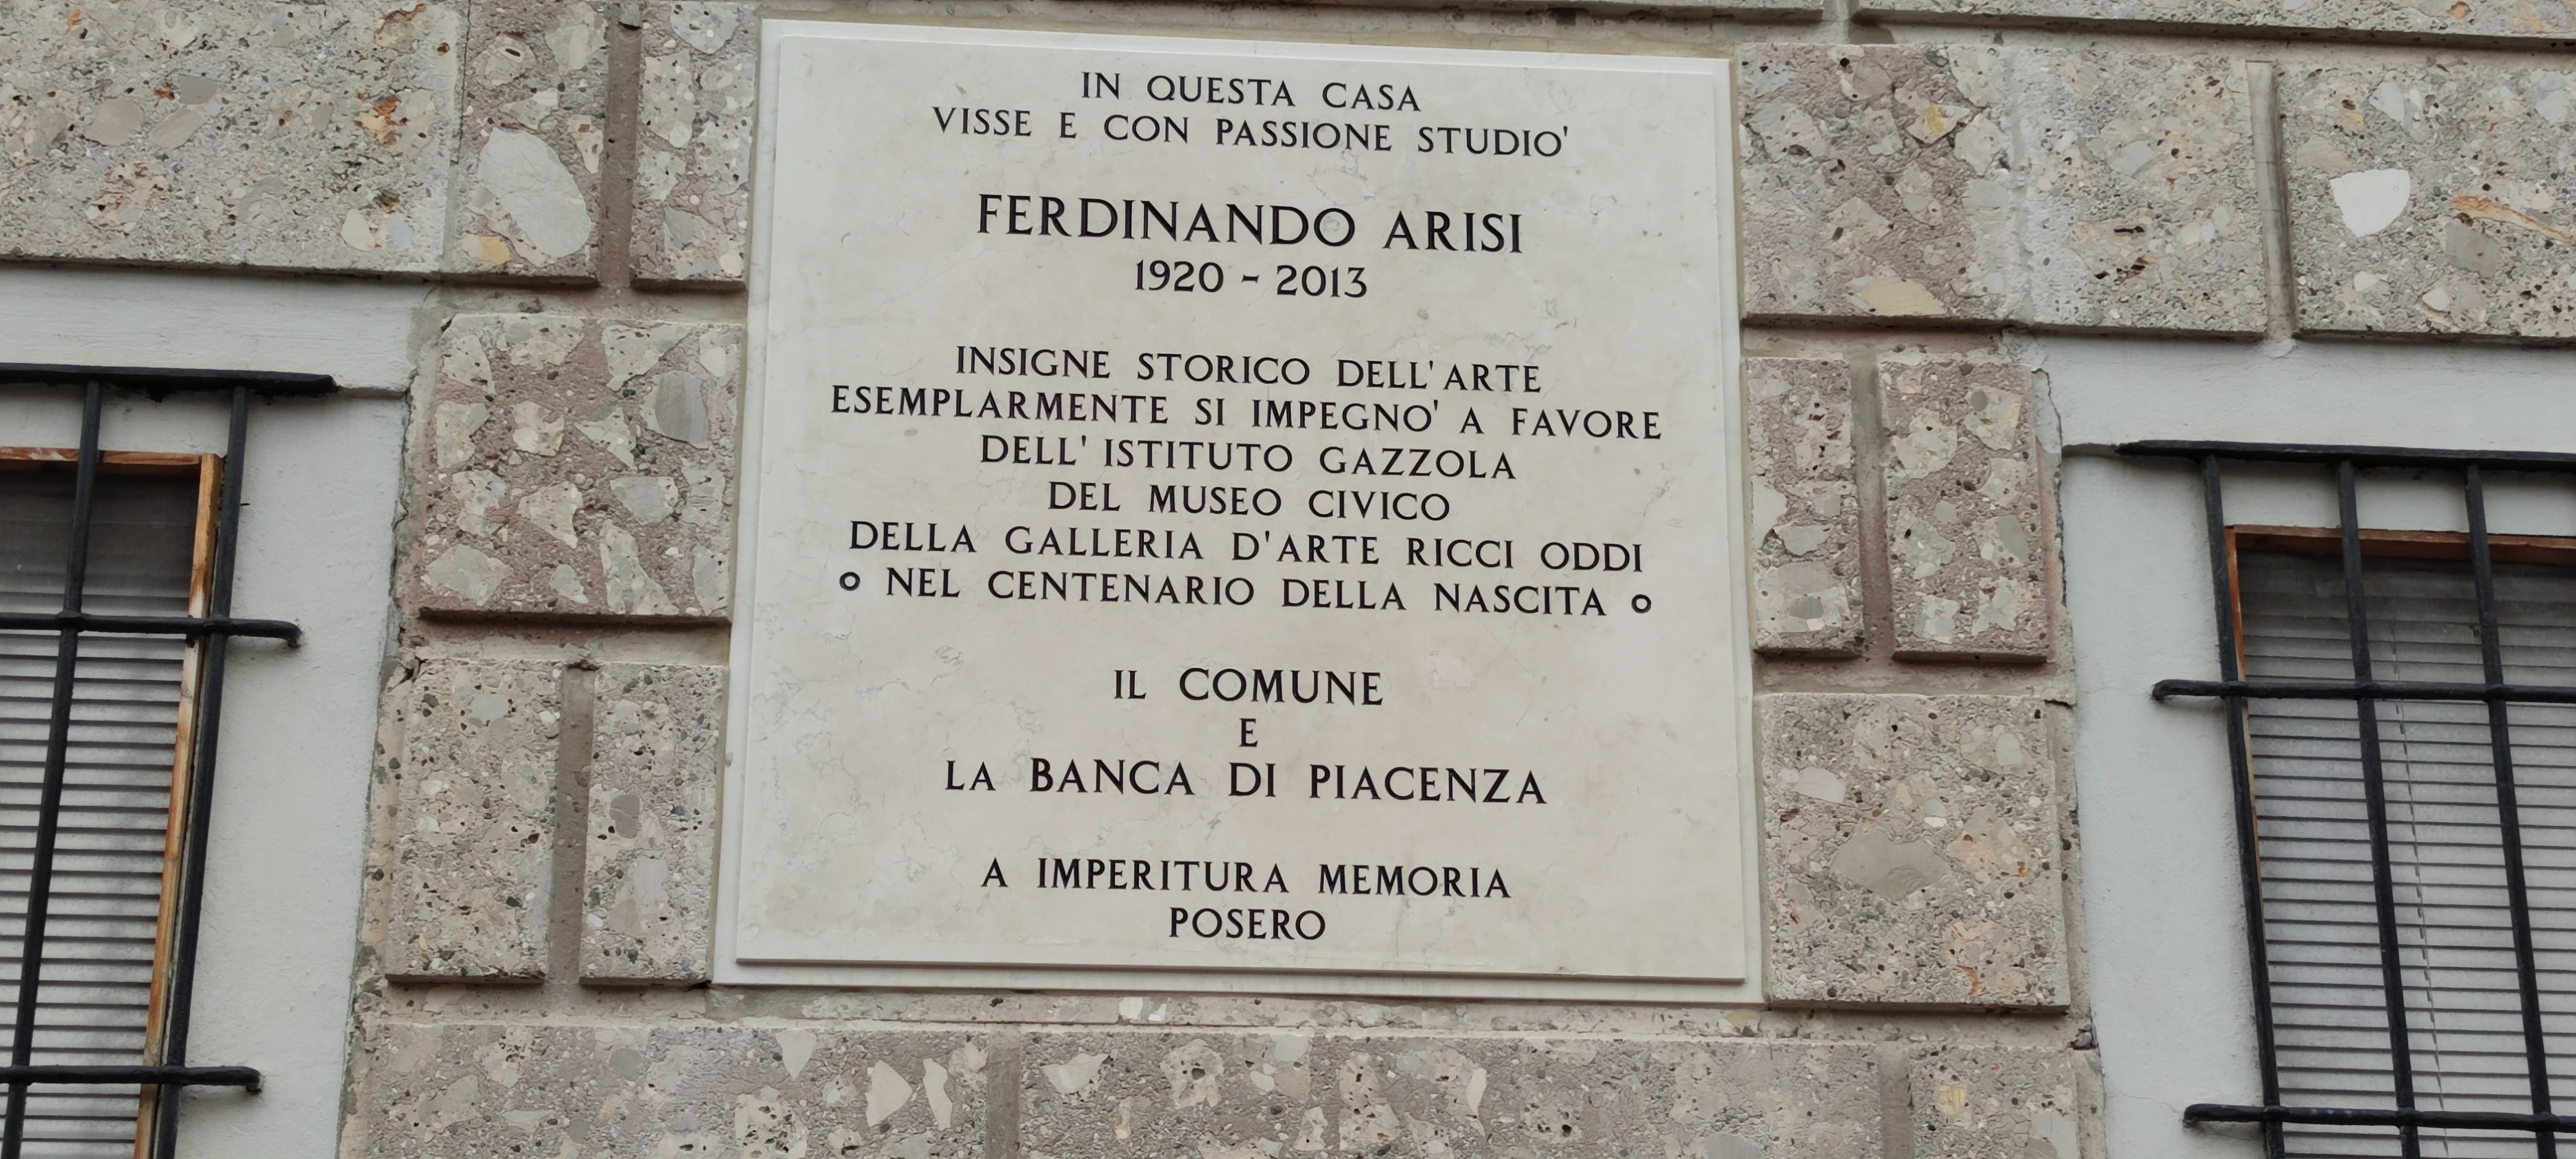 IN QUESTA CASA
VISSE E CON PASSIONE STUDIO'
FERDINANDO ARISI
1920 - 2013
INSIGNE STORICO DELL'ARTE
ESEMPLARMENTE SI IMPEGNO' A FAVORE
DELL' ISTITUTO GAZZOLA
DEL MUSEO CIVICO
DELLA GALLERIA D'ARTE RICCI ODDI
° NEL CENTENARIO DELLA NASCITA °
IL COMUNE
E
LA BANCA DI PIACENZA
A IMPERITURA MEMORIA
POSERO